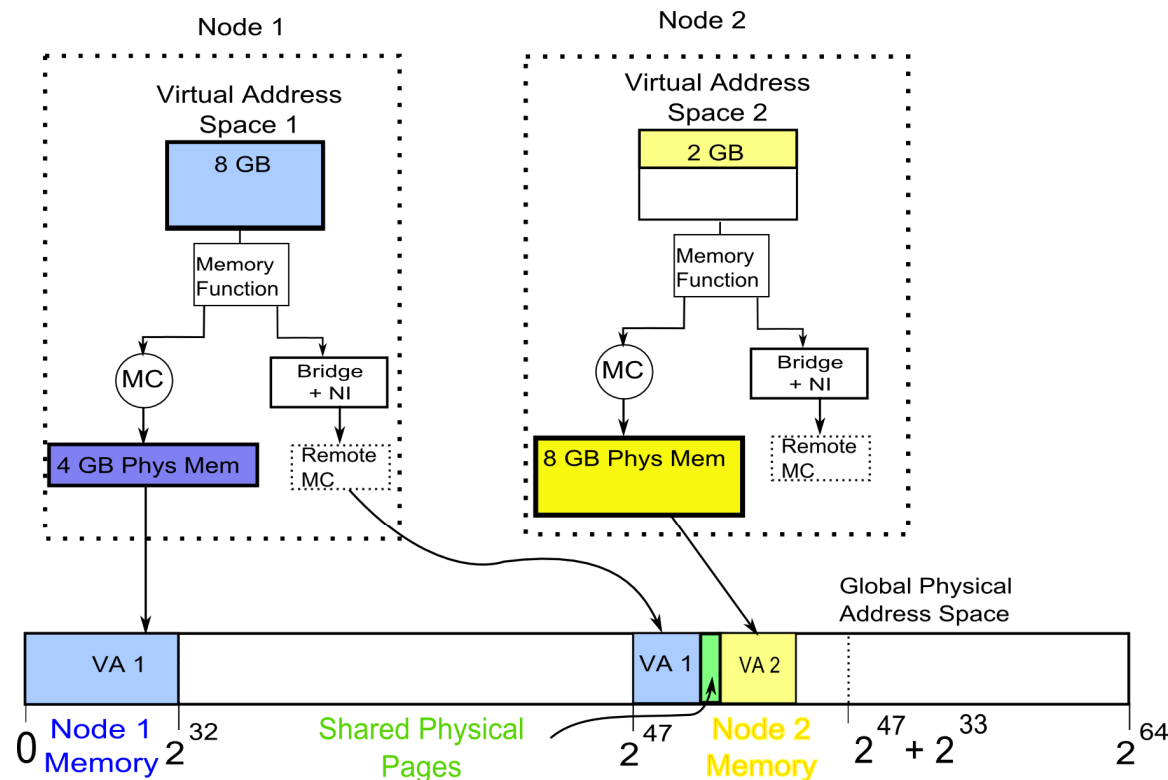 Node 1
Node 2
Virtual Address
Space 1
8 GB
Memory
Function
MC
Bridge
+ NI
4 GB Phys Mem
Remote
MC
Virtual Address
Space 2
2 GB
Memory
Function
MC
Bridge
+ NI
8 GB Phys Mem
Remote
MC
Global Physical
Address Space
VA 1
VA 1
VA 2
0
Node 1
Memory
2^32
Shared Physical
Pages
2^47
Node 2
Memory
2^47 + 2^33
2^64